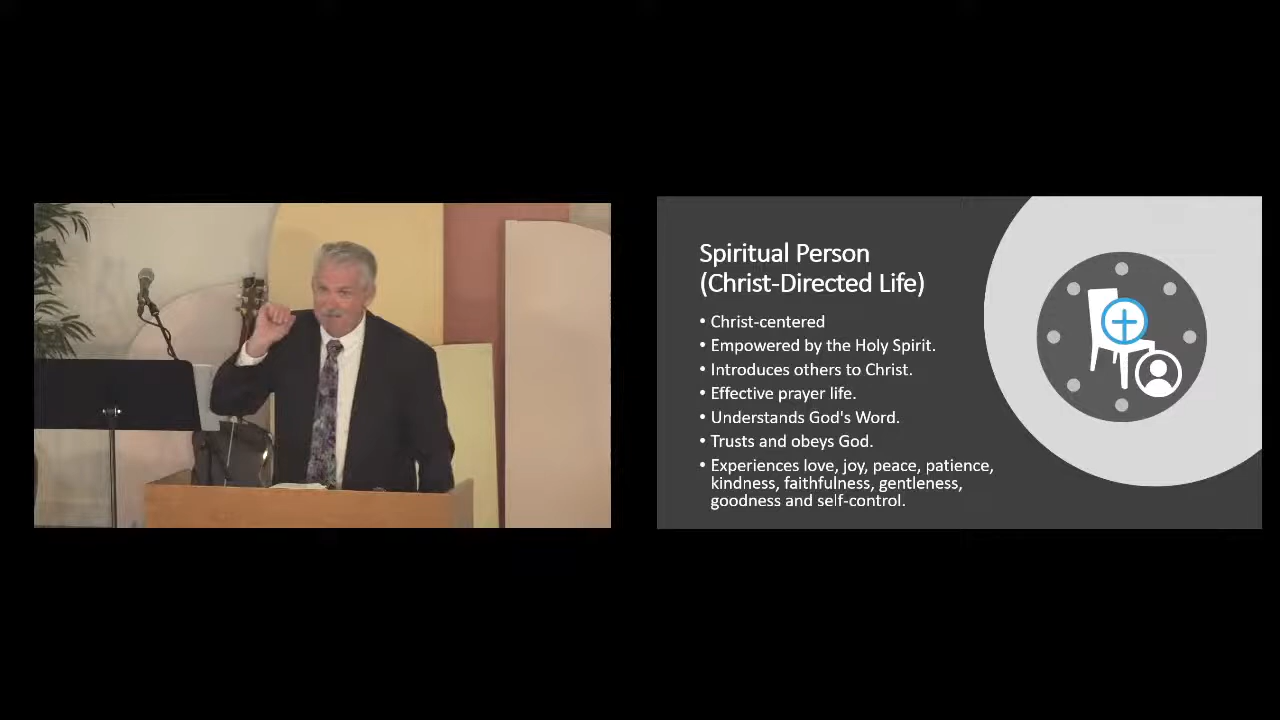 Spiritual Person
(Christ-Directed Life)
• Christ-centered
• Empowered by the Holy Spirit.
• Introduces others to Christ.
• Effective prayer life.
• Understands God's Word.
• Trusts and obeys God.
• Experiences love, joy, peace, patience,
kindness, faithfulness, gentleness,
goodness and self-control.